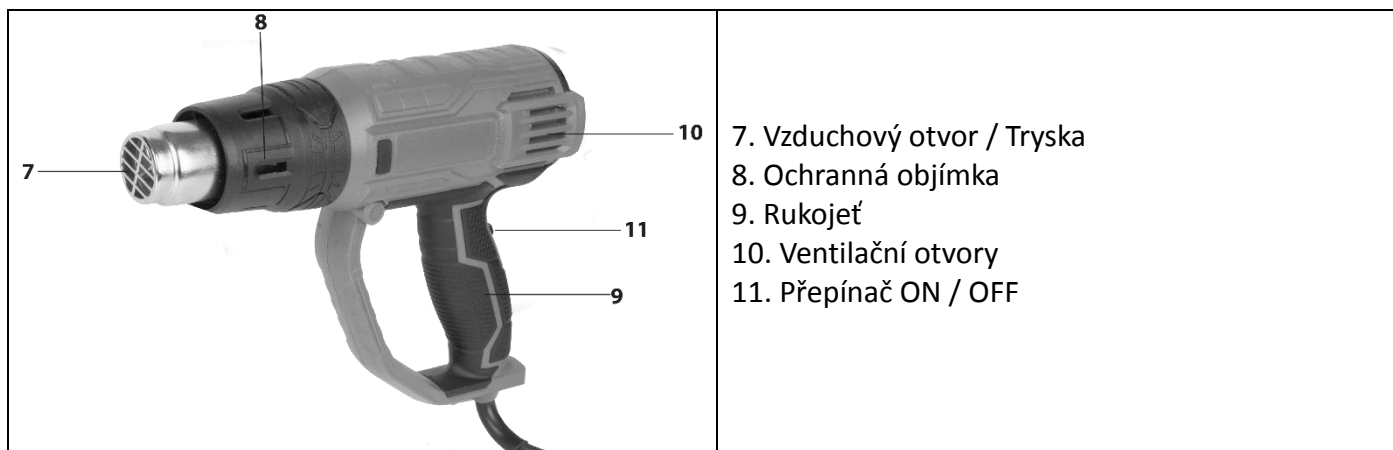 8
7
10
11
9
7. Vzduchový otvor / Tryska
8. Ochranná objímka
9. Rukojeť
10. Ventilační otvory
11. Přepínač ON / OFF